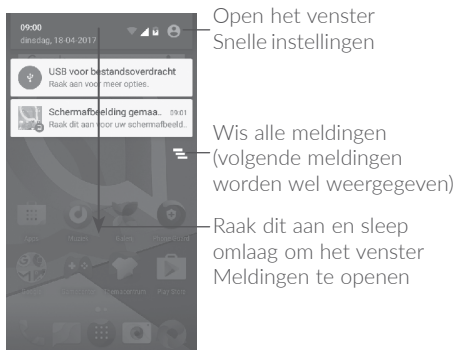 09:00
dinsdag, 18-04-2017
USB voor bestandsoverdracht
Raak aan voor meer opties.
Schermafbeelding gemaa.. 09:01
Raak dit aan voor uw schermafbeeld..
Open het venster
Snelle instellingen
Wis alle meldingen
(volgende meldingen
worden wel weergegeven)
Raak dit aan en sleep
omlaag om het venster
Meldingen te openen
Play Store